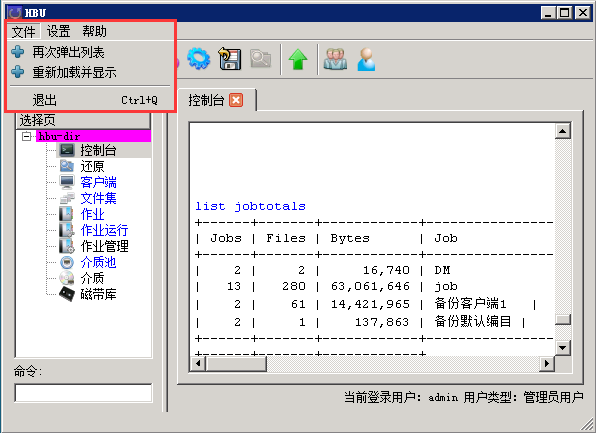 HBU
文件 设置 帮助
再次弹出列表
重新加载并显示
退出 Ctrl+Q
选择页
hbu-dir
控制台
还原
客户端
文件集
作业
作业运行
作业管理
介质池
介质
磁带库
命令:
控制台
list jobtotals
+------+-------+------------+----------
| Jobs | Files | Bytes | Job
+------+-------+------------+----------
| 2 | 2 | 16,740 | DM
| 13 | 280 | 63,061,646 | job
| 2 | 61 | 14,421,965 | 备份客户端1 |
| 2 | 1 | 137,863 | 备份默认编目 |
+------+-------+------------+----------
+------+-------+------------+
当前登录用户: admin 用户类型: 管理员用户